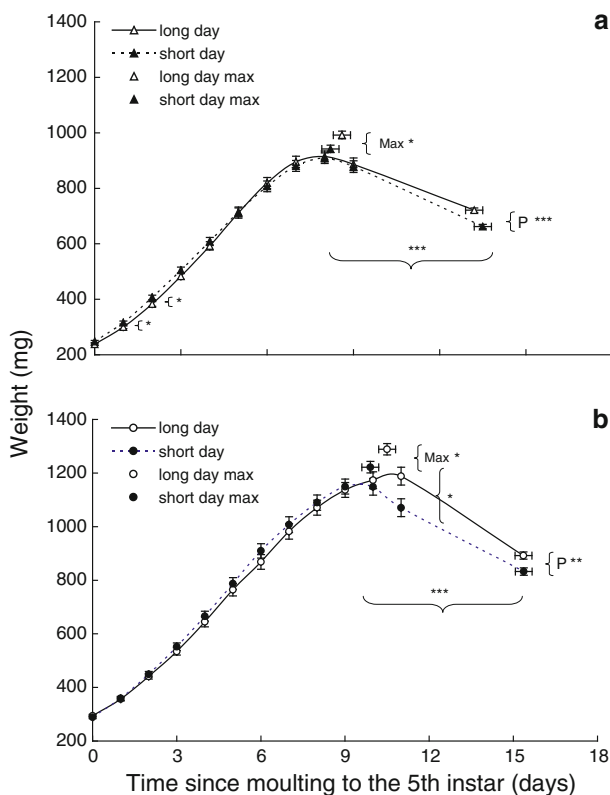 a
1400
1200
1000
800
600
400
200
long day
short day
long day max
short day max
Max *
P ***
***
*
*
Weight (mg)
b
1400
1200
1000
800
600
400
200
long day
short day
long day max
short day max
Max *
*
P **
***
0 3 6 9 12 15 18
Time since moulting to the 5th instar (days)